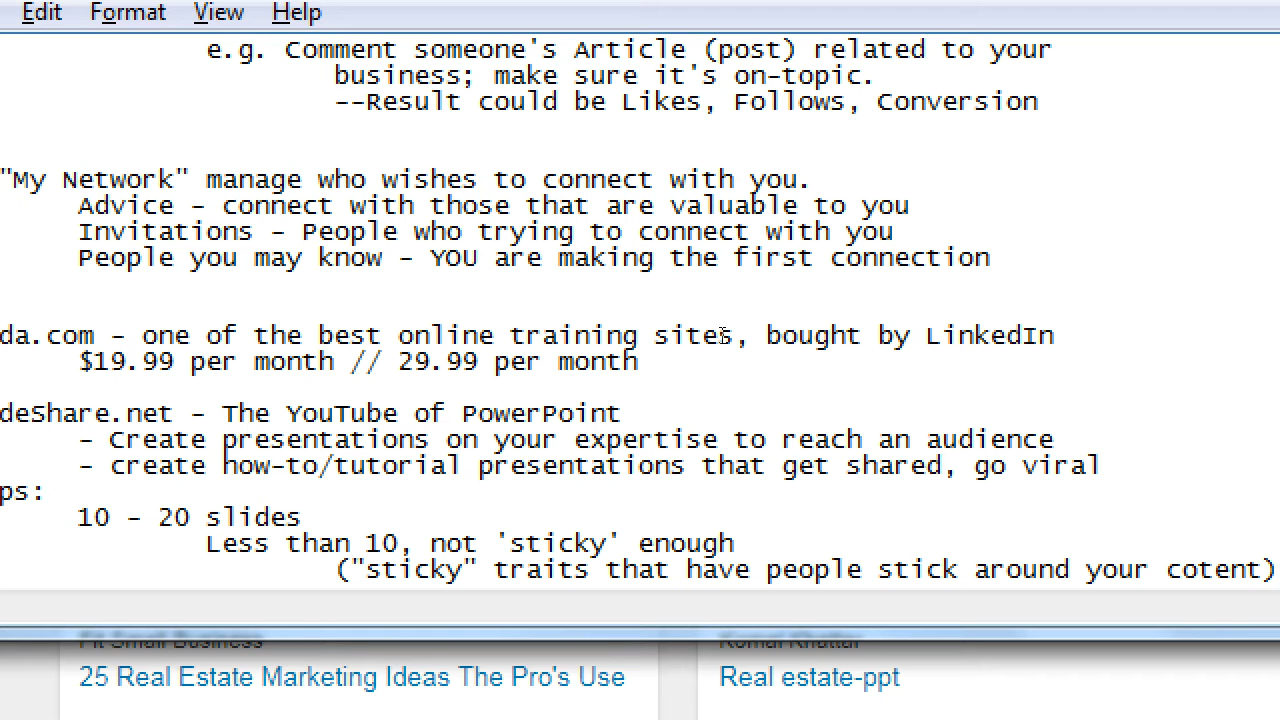 Edit Format View Help
e.g. Comment someone's Article (post) related to your
business; make sure it's on-topic.
--Result could be Likes, Follows, Conversion
"My Network" manage who wishes to connect with you.
Advice - connect with those that are valuable to you
Invitations - People who trying to connect with you
People you may know - YOU are making the first connection
da.com - one of the best online training sites, bought by LinkedIn
$19.99 per month // 29.99 per month
deShare.net - The YouTube of PowerPoint
- Create presentations on your expertise to reach an audience
- create how-to/tutorial presentations that get shared, go viral
ps:
10 - 20 slides
Less than 10, not 'sticky' enough
("sticky" traits that have people stick around your cotent)
Fit Small Business
Komal Khattar
25 Real Estate Marketing Ideas The Pro's Use
Real estate-ppt